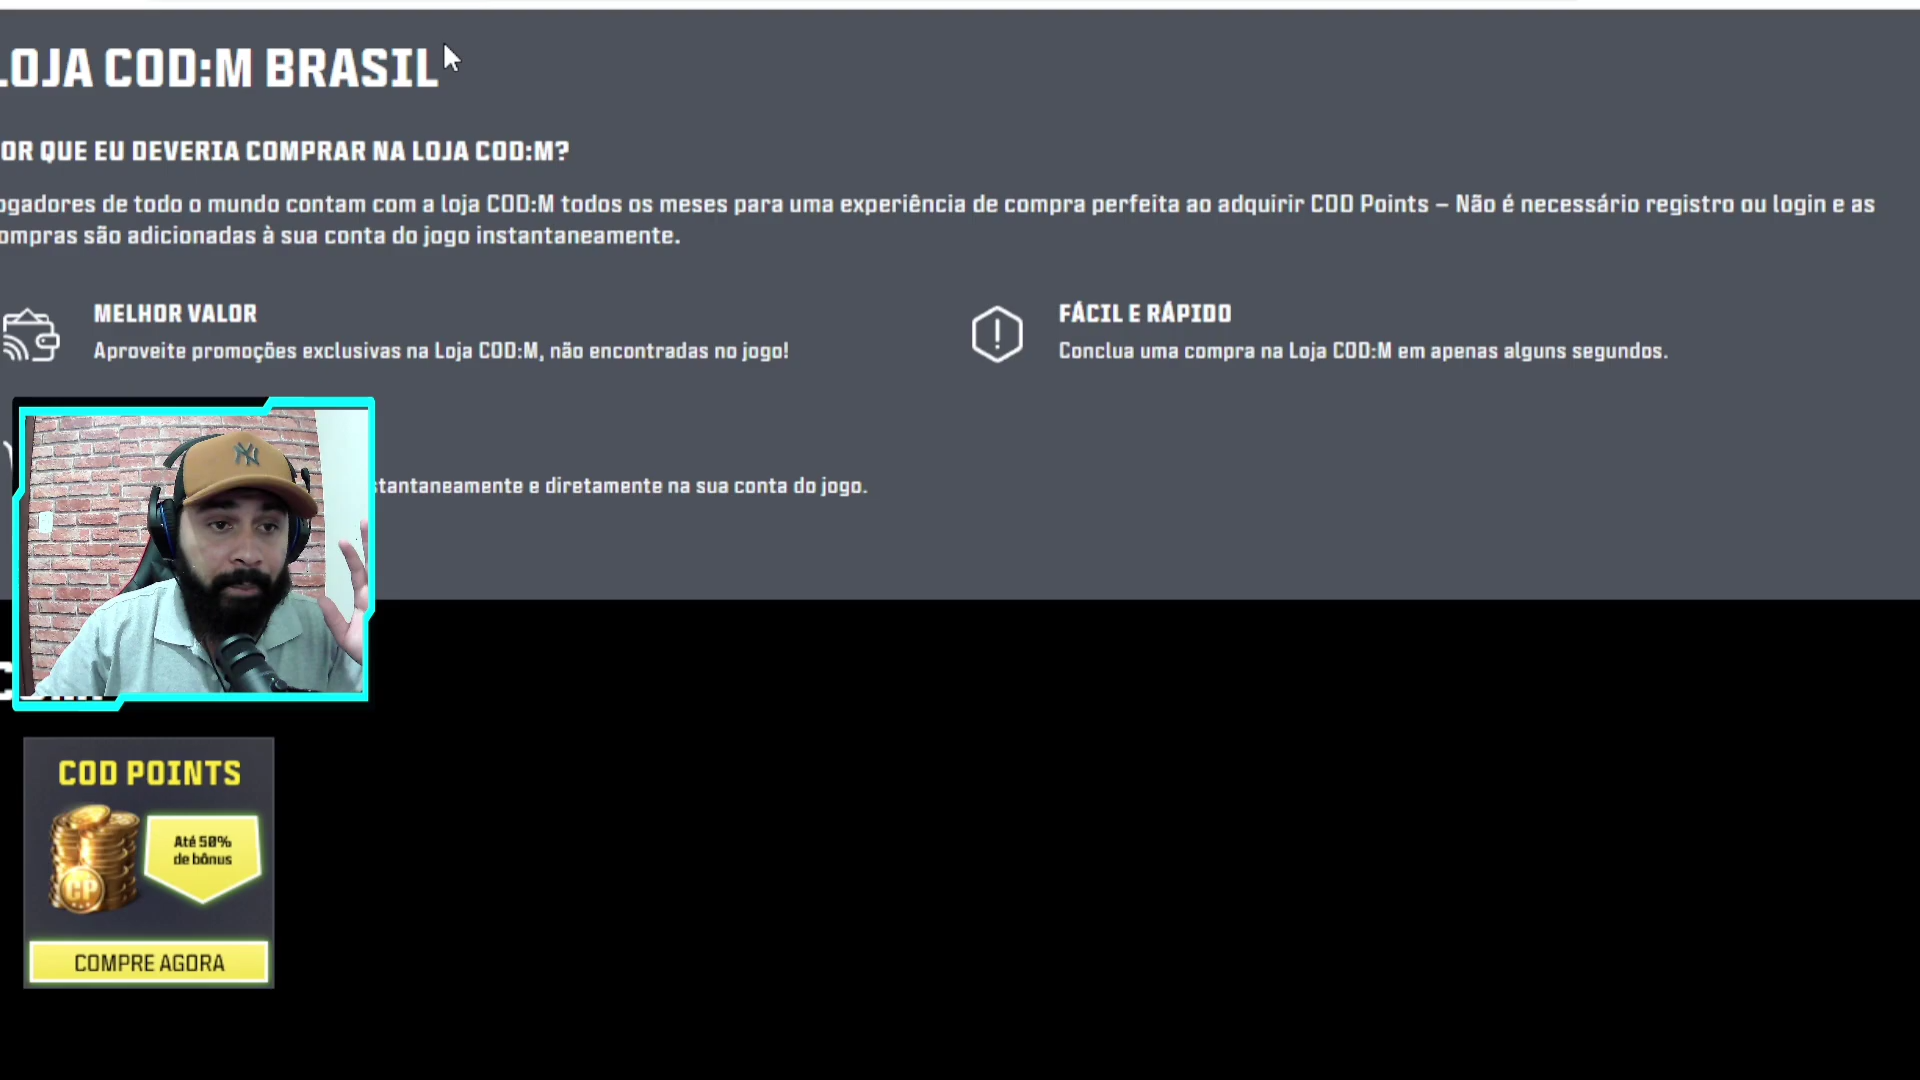 LOJA COD:M BRASIL
OR QUE EU DEVERIA COMPRAR NA LOJA COD:M?
ogadores de todo o mundo contam com a loja COD:M todos os meses para uma experiência de compra perfeita ao adquirir COD Points – Não é necessário registro ou login e as
ompras são adicionadas à sua conta do jogo instantaneamente.
MELHOR VALOR
Aproveite promoções exclusivas na Loja COD:M, não encontradas no jogo!
FÁCIL E RÁPIDO
Conclua uma compra na Loja COD:M em apenas alguns segundos.
stantaneamente e diretamente na sua conta do jogo.
NY
COD POINTS
Até 50%
de bônus
CP
COMPRE AGORA